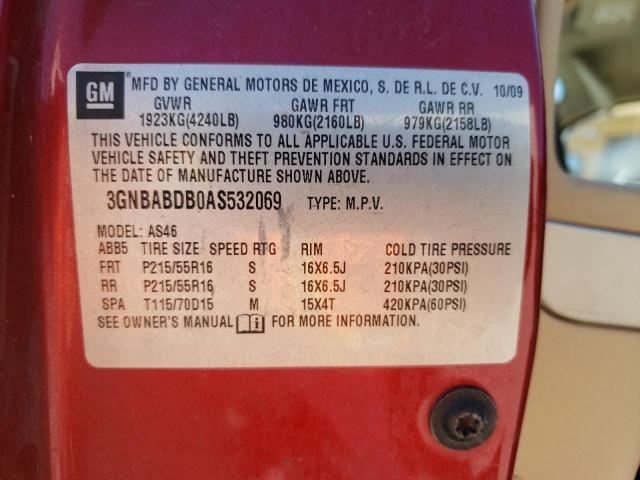 GM MFD BY GENERAL MOTORS DE MEXICO, S. DE R.L. DE C.V. 10/09
GVWR GAWR FRT GAWR RR
1923KG(4240LB) 980KG(2160LB) 979KG(2158LB)
THIS VEHICLE CONFORMS TO ALL APPLICABLE U.S. FEDERAL MOTOR
VEHICLE SAFETY AND THEFT PREVENTION STANDARDS IN EFFECT ON
THE DATE OF MANUFACTURE SHOWN ABOVE.
3GNBABDB0AS532069 TYPE: M.P.V.
MODEL: AS46
ABB5 TIRE SIZE SPEED RTG RIM COLD TIRE PRESSURE
FRT P215/55R16 S 16X6.5J 210KPA(30PSI)
RR P215/55R16 S 16X6.5J 210KPA(30PSI)
SPA T115/70D15 M 15X4T 420KPA(60PSI)
SEE OWNER'S MANUAL i FOR MORE INFORMATION.